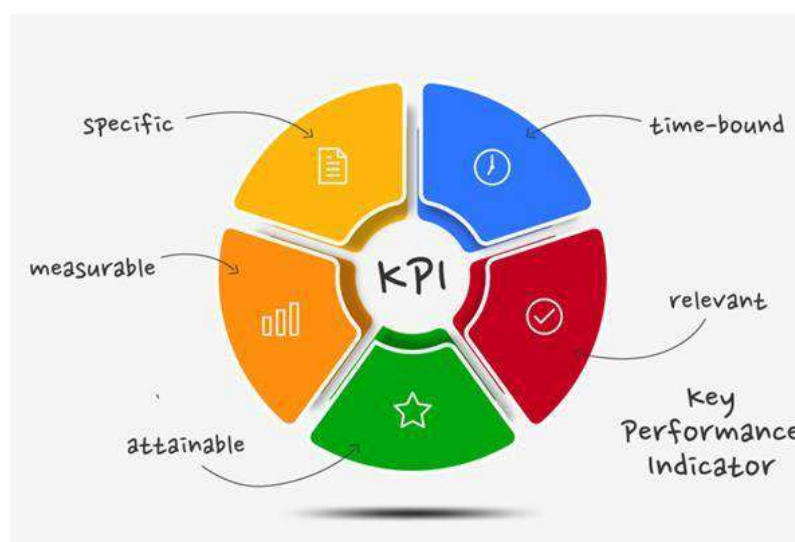 specific
time-bound
measurable
KPI
relevant
attainable
Key
Performance
Indicator